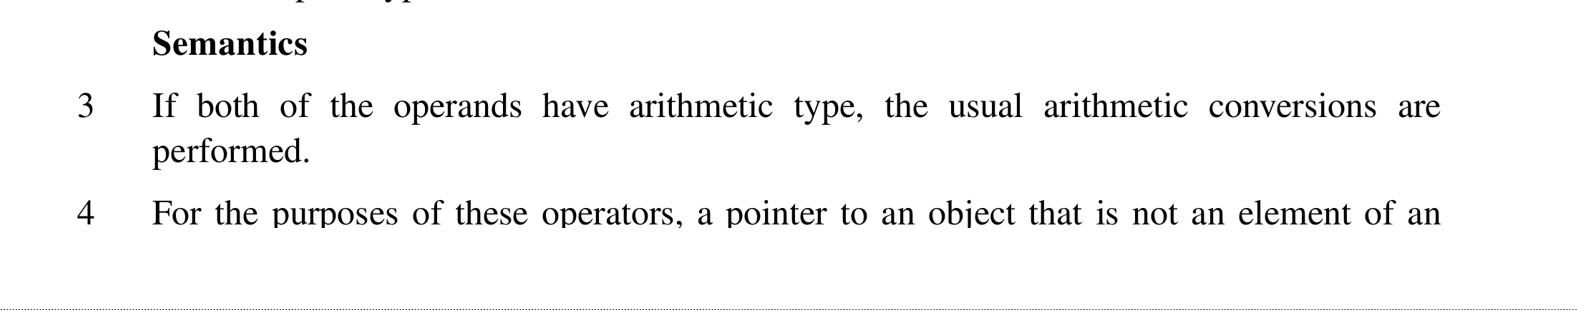 Semantics
3 If both of the operands have arithmetic type, the usual arithmetic conversions are
performed.
4 For the purposes of these operators, a pointer to an object that is not an element of an